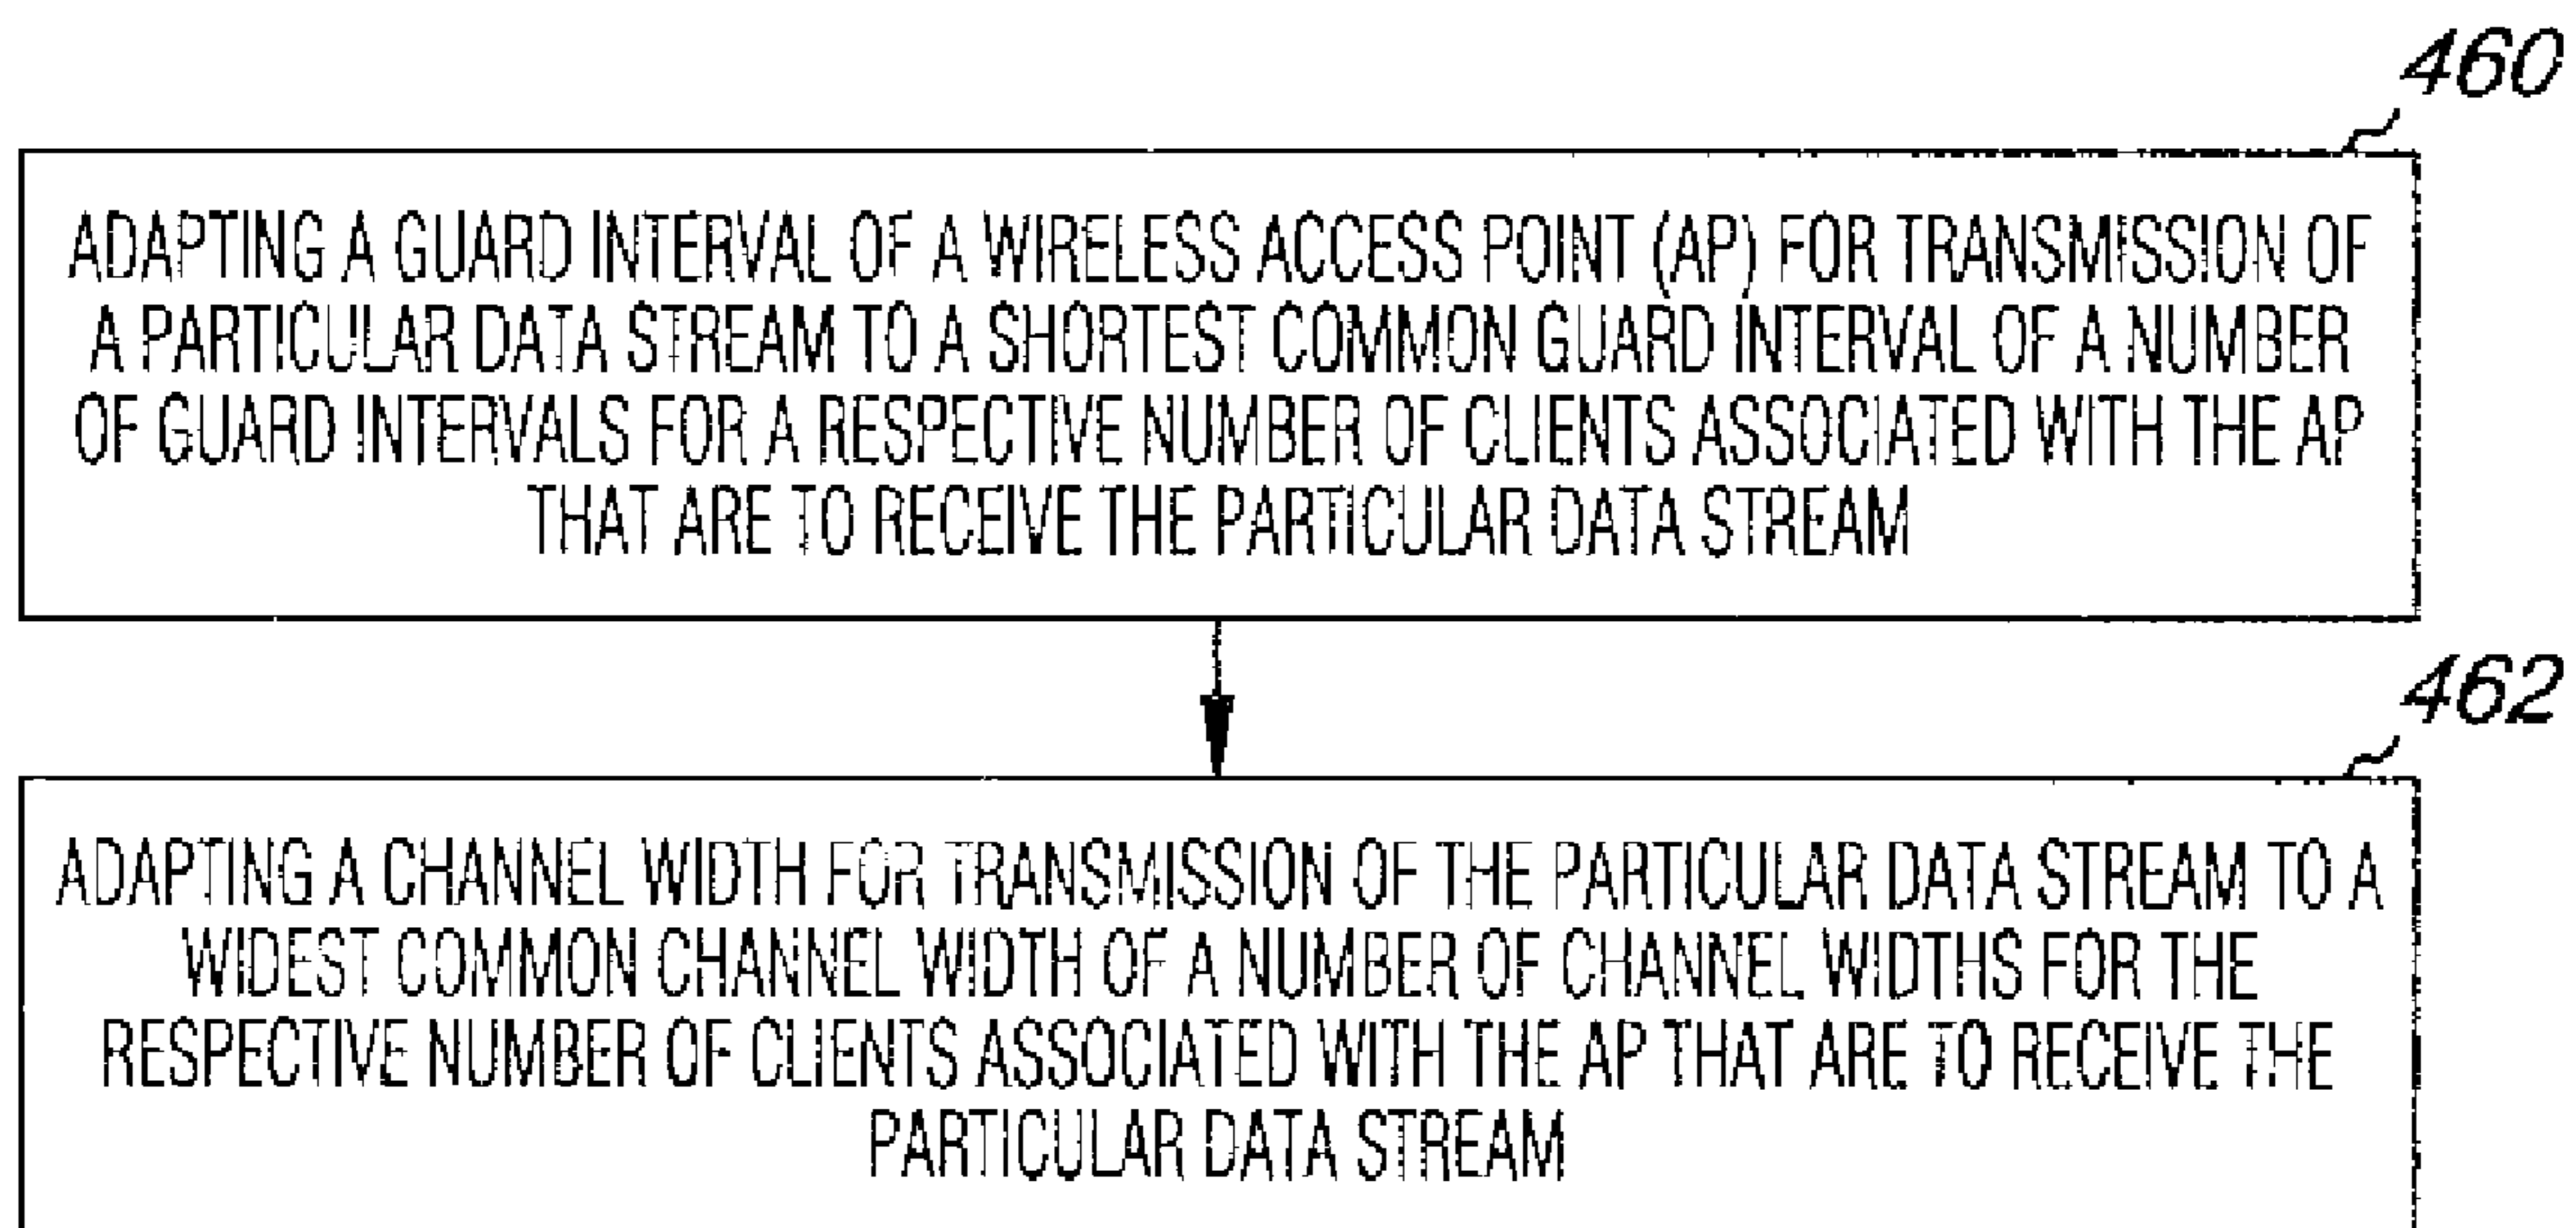 460
ADAPTING A GUARD INTERVAL OF A WIRELESS ACCESS POINT (AP) FOR TRANSMISSION OF
A PARTICULAR DATA STREAM TO A SHORTEST COMMON GUARD INTERVAL OF A NUMBER
OF GUARD INTERVALS FOR A RESPECTIVE NUMBER OF CLIENTS ASSOCIATED WITH THE AP
THAT ARE TO RECEIVE THE PARTICULAR DATA STREAM
462
ADAPTING A CHANNEL WIDTH FOR TRANSMISSION OF THE PARTICULAR DATA STREAM TO A
WIDEST COMMON CHANNEL WIDTH OF A NUMBER OF CHANNEL WIDTHS FOR THE
RESPECTIVE NUMBER OF CLIENTS ASSOCIATED WITH THE AP THAT ARE TO RECEIVE THE
PARTICULAR DATA STREAM